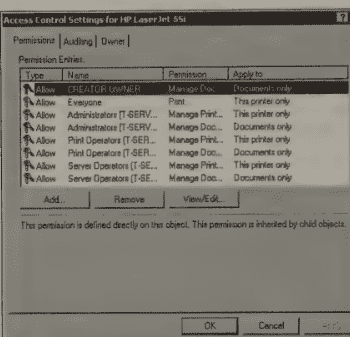 Access Control Settings for HP LaserJet 5Si
Permissions Auditing Owner
Permission Entries:
Type Name Permission Apply to
Allow CREATOR OWNER Manage Doc... Documents only
Allow Everyone Print This printer only
Allow Administrators (T-SERV... Manage Print... This printer only
Allow Administrators (T-SERV... Manage Doc... Documents only
Allow Print Operators (T-SE... Manage Print... This printer only
Allow Print Operators (T-SE... Manage Doc... Documents only
Allow Server Operators (T-SE... Manage Print... This printer only
Allow Server Operators (T-SE... Manage Doc... Documents only
Add... Remove View/Edit...
This permission is defined directly on this object. This permission is inherited by child objects.
OK Cancel Apply